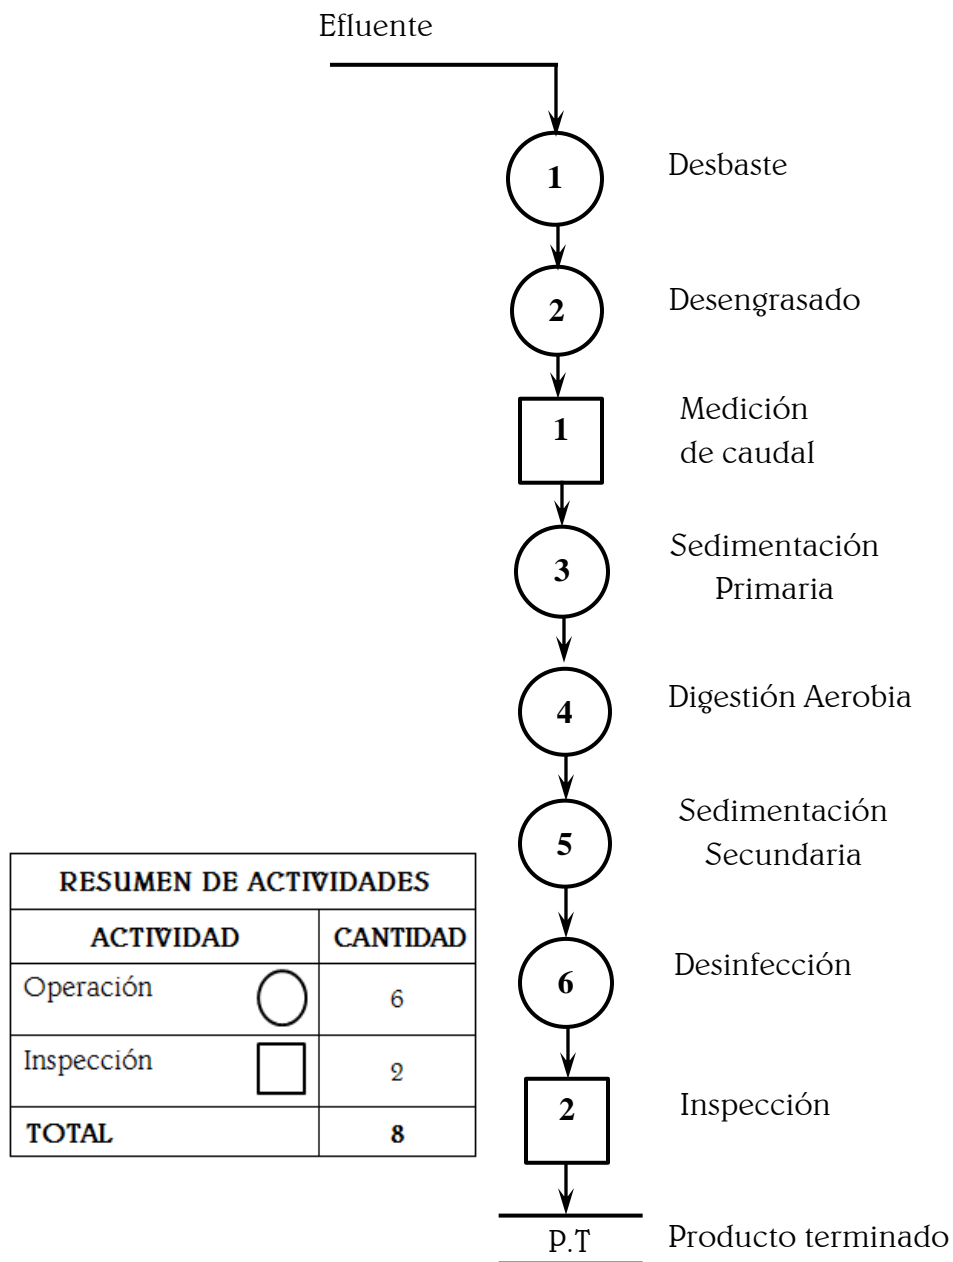 Efluente
1
Desbaste
2
Desengrasado
1
Medición
de caudal
3
Sedimentación
Primaria
4
Digestión Aerobia
5
Sedimentación
Secundaria
6
Desinfección
2
Inspección
P.T
Producto terminado
RESUMEN DE ACTIVIDADES
ACTIVIDAD CANTIDAD
Operación 6
Inspección 2
TOTAL 8